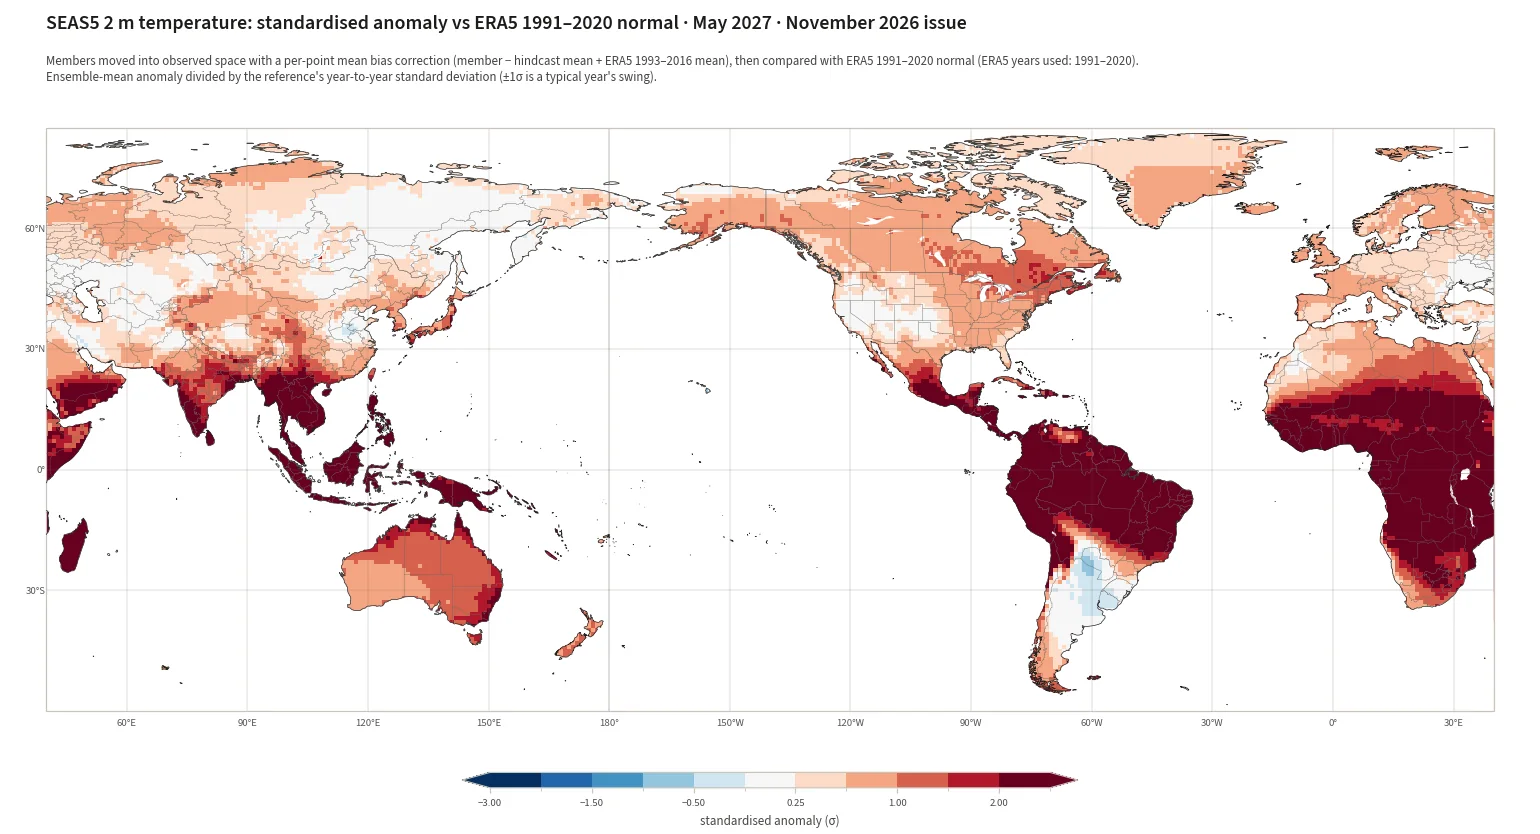 SEAS5 2 m temperature: standardised anomaly vs ERA5 1991–2020 normal · May 2027 · November 2026 issue
Members moved into observed space with a per-point mean bias correction (member − hindcast mean + ERA5 1993–2016 mean), then compared with ERA5 1991–2020 normal (ERA5 years used: 1991–2020).
Ensemble-mean anomaly divided by the reference's year-to-year standard deviation (±1σ is a typical year's swing).
60°N
30°N
0°
30°S
60°E 90°E 120°E 150°E 180° 150°W 120°W 90°W 60°W 30°W 0° 30°E
−3.00 −1.50 −0.50 0.25 1.00 2.00
standardised anomaly (σ)